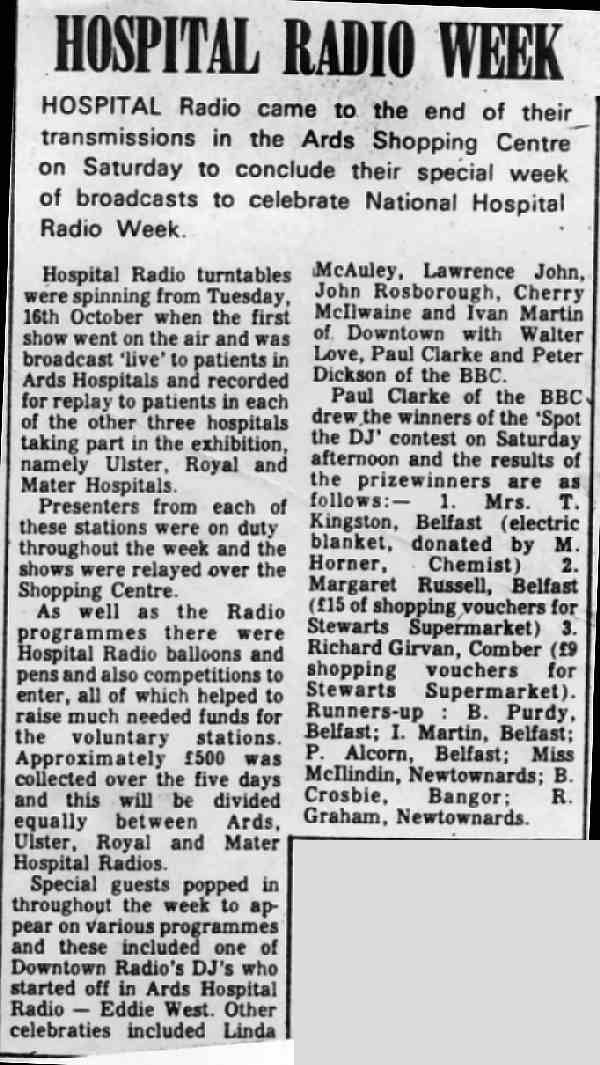 HOSPITAL RADIO WEEK
HOSPITAL Radio came to the end of their
transmissions in the Ards Shopping Centre
on Saturday to conclude their special week
of broadcasts to celebrate National Hospital
Radio Week.
Hospital Radio turntables
were spinning from Tuesday,
16th October when the first
show went on the air and was
broadcast 'live' to patients in
Ards Hospitals and recorded
for replay to patients in each
of the other three hospitals
taking part in the exhibition,
namely Ulster, Royal and
Mater Hospitals.
Presenters from each of
these stations were on duty
throughout the week and the
shows were relayed over the
Shopping Centre.
As well as the Radio
programmes there were
Hospital Radio balloons and
pens and also competitions to
enter, all of which helped to
raise much needed funds for
the voluntary stations.
Approximately £500 was
collected over the five days
and this will be divided
equally between Ards,
Ulster, Royal and Mater
Hospital Radios.
Special guests popped in
throughout the week to ap-
pear on various programmes
and these included one of
Downtown Radio's DJ's who
started off in Ards Hospital
Radio — Eddie West. Other
celebraties included Linda
McAuley, Lawrence John,
John Rosborough, Cherry
McIlwaine and Ivan Martin
of Downtown with Walter
Love, Paul Clarke and Peter
Dickson of the BBC.
Paul Clarke of the BBC
drew the winners of the 'Spot
the DJ' contest on Saturday
afternoon and the results of
the prizewinners are as
follows:— 1. Mrs. T.
Kingston, Belfast (electric
blanket, donated by M.
Horner, Chemist) 2.
Margaret Russell, Belfast
(£15 of shopping vouchers for
Stewarts Supermarket) 3.
Richard Girvan, Comber (£9
shopping vouchers for
Stewarts Supermarket).
Runners-up : B. Purdy,
Belfast; I. Martin, Belfast;
P. Alcorn, Belfast; Miss
McIlindin, Newtownards; B.
Crosbie, Bangor; R.
Graham, Newtownards.